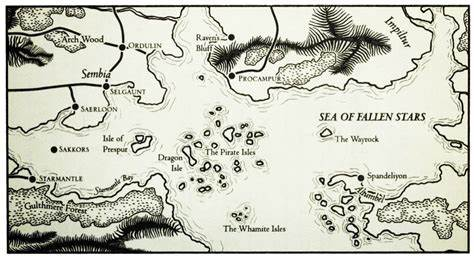 Arch Wood
ORDULIN
Sembia
SELGAUNT
SAERLOON
SAKKORS
STARMANTLE
Starmantle Bay
Gulthmere Forest
Isle of
Prespur
Raven's
Bluff
PROCAMPUR
Impiltur
SEA OF FALLEN STARS
The Wayrock
The Pirate Isles
Dragon
Isle
Spandeliyon
Altumbel
The Whamite Isles